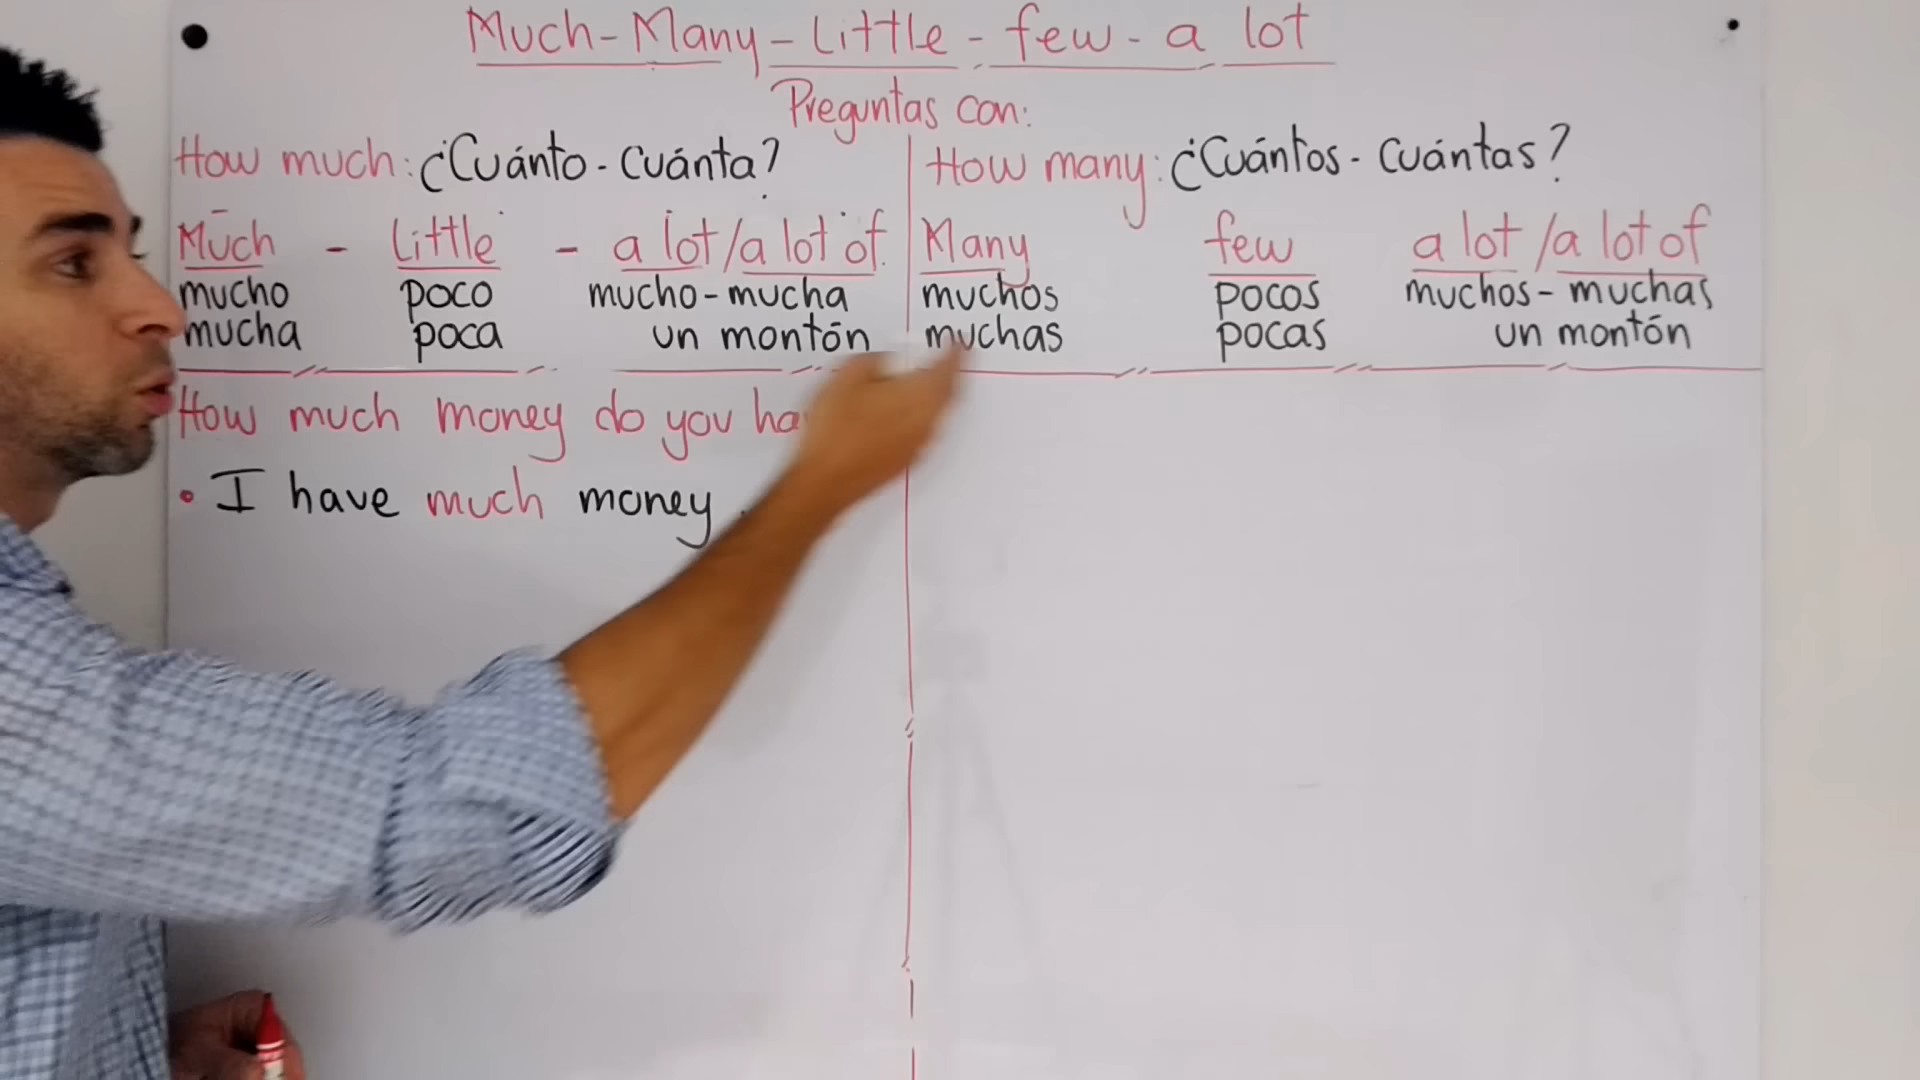 Much-Many-Little-few-a lot
Preguntas con:
How much: ¿Cuánto-Cuánta?
Much - Little - a lot/a lot of
mucho poco mucho-mucha
mucha poca un montón
How much money do you
• I have much money
How many: ¿Cuántos-Cuántas?
Many few a lot/a lot of
muchos pocos muchos-muchas
muchas pocas un montón